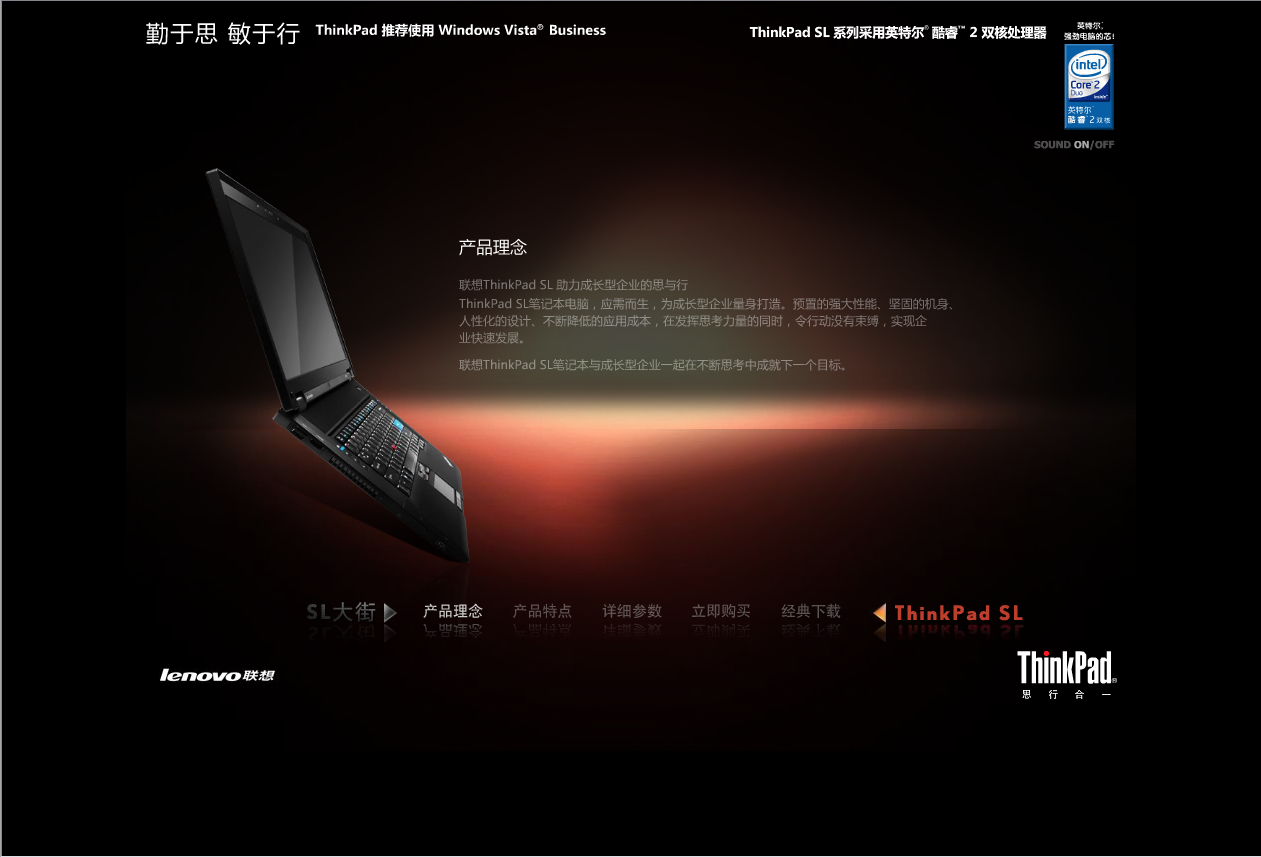 勤于思 敏于行
ThinkPad 推荐使用 Windows Vista® Business
ThinkPad SL 系列采用英特尔® 酷睿™ 2 双核处理器
英特尔®
强劲电脑的芯!
intel
Core™2
Duo
inside™
英特尔®
酷睿™2 双核
SOUND ON/OFF
产品理念
联想ThinkPad SL 助力成长型企业的思与行
ThinkPad SL笔记本电脑，应需而生，为成长型企业量身打造。预置的强大性能、坚固的机身、
人性化的设计、不断降低的应用成本，在发挥思考力量的同时，令行动没有束缚，实现企
业快速发展。
联想ThinkPad SL笔记本与成长型企业一起在不断思考中成就下一个目标。
SL大街 产品理念 产品特点 详细参数 立即购买 经典下载 ThinkPad SL
lenovo联想
ThinkPad®
思行合一